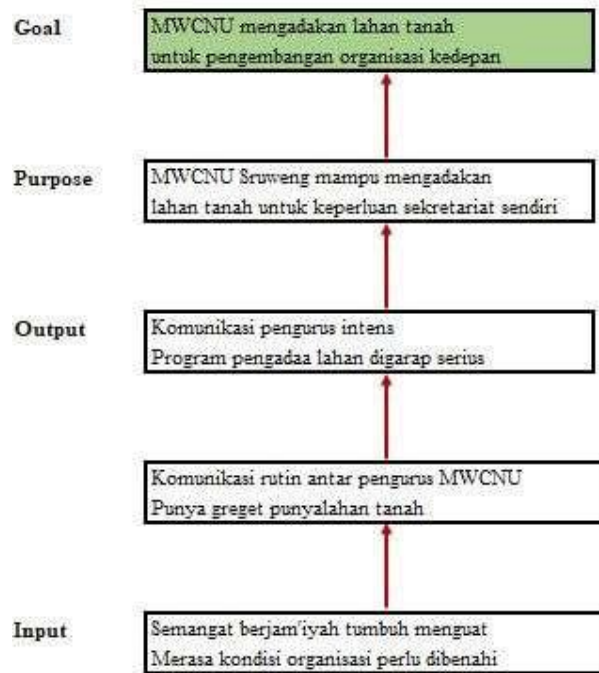 Goal
MWCNU mengadakan lahan tanah
untuk pengembangan organisasi kedepan
Purpose
MWCNU Sruweng mampu mengadakan
lahan tanah untuk keperluan sekretariat sendiri
Output
Komunikasi pengurus intens
Program pengadaa lahan digarap serius
Komunikasi rutin antar pengurus MWCNU
Punya greget punyalahan tanah
Input
Semangat berjam'iyah tumbuh menguat
Merasa kondisi organisasi perlu dibenahi